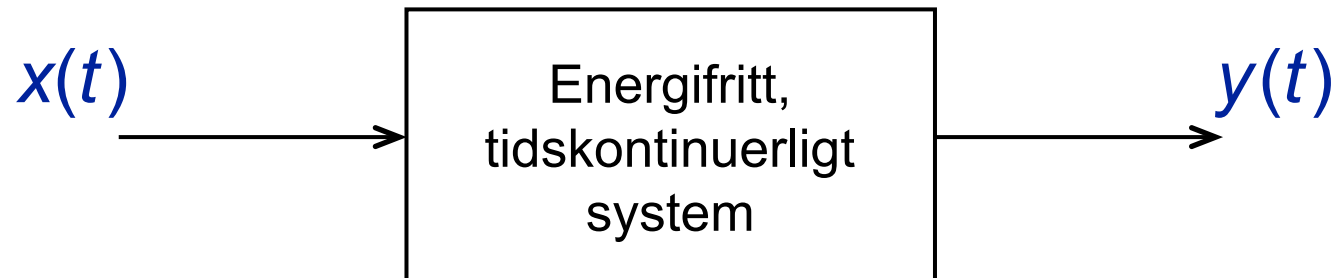 x(t)
Energifritt,
tidskontinuerligt
system
y(t)